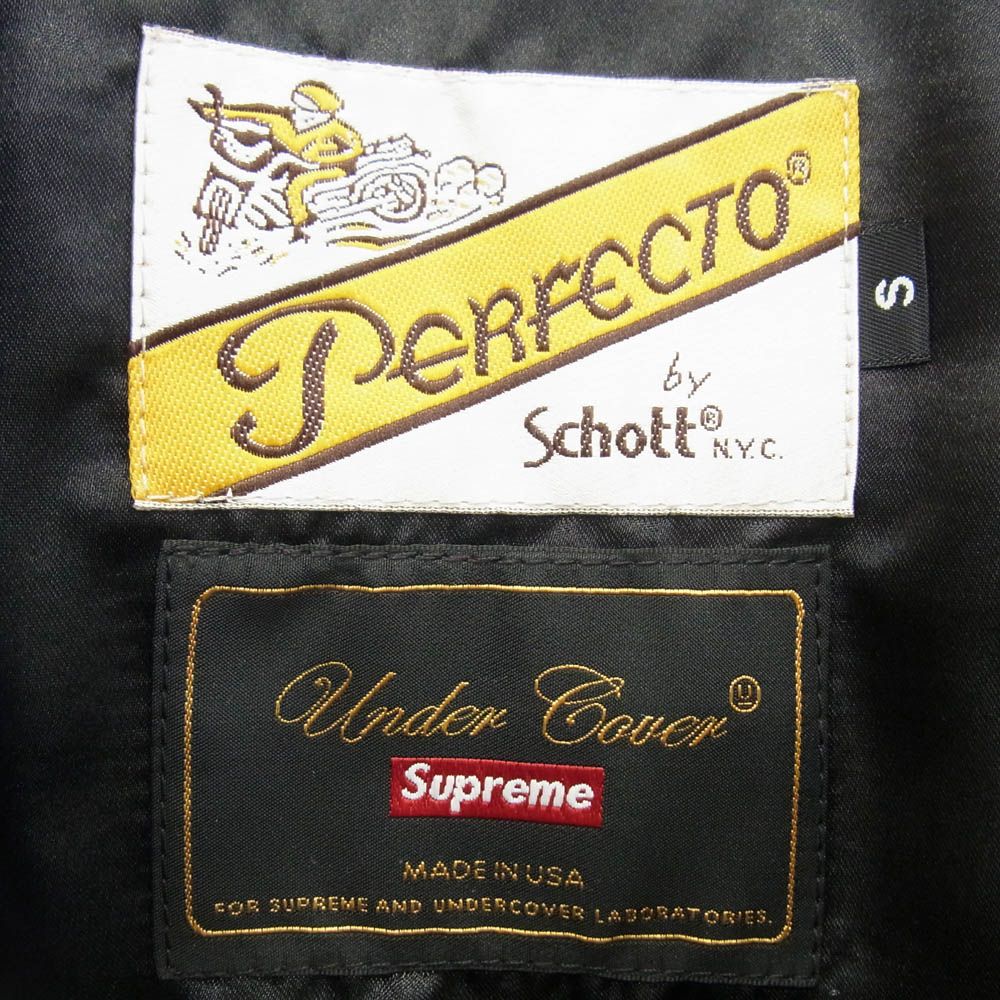 PERFECTO®
by
Schott® N.Y.C.
S
Under Cover Ⓤ
Supreme
MADE IN USA
FOR SUPREME AND UNDERCOVER LABORATORIES.